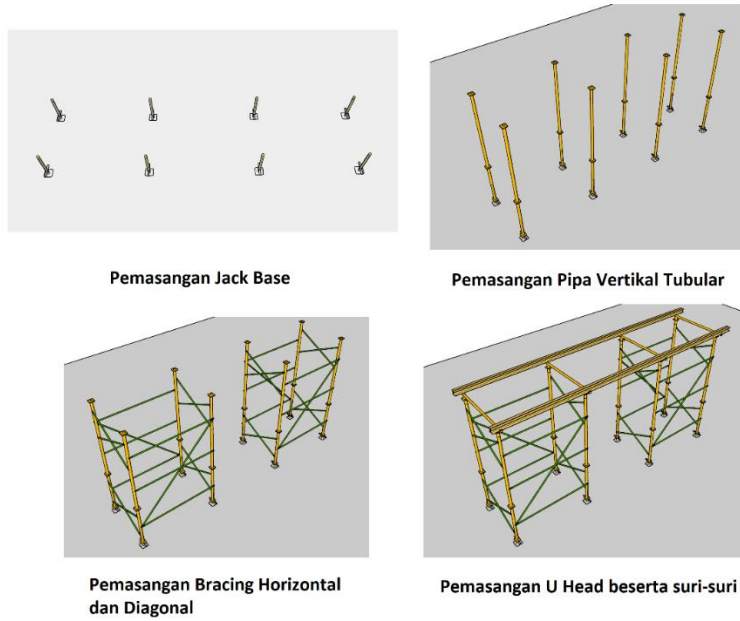 Pemasangan Jack Base
Pemasangan Pipa Vertikal Tubular
Pemasangan Bracing Horizontal
dan Diagonal
Pemasangan U Head beserta suri-suri